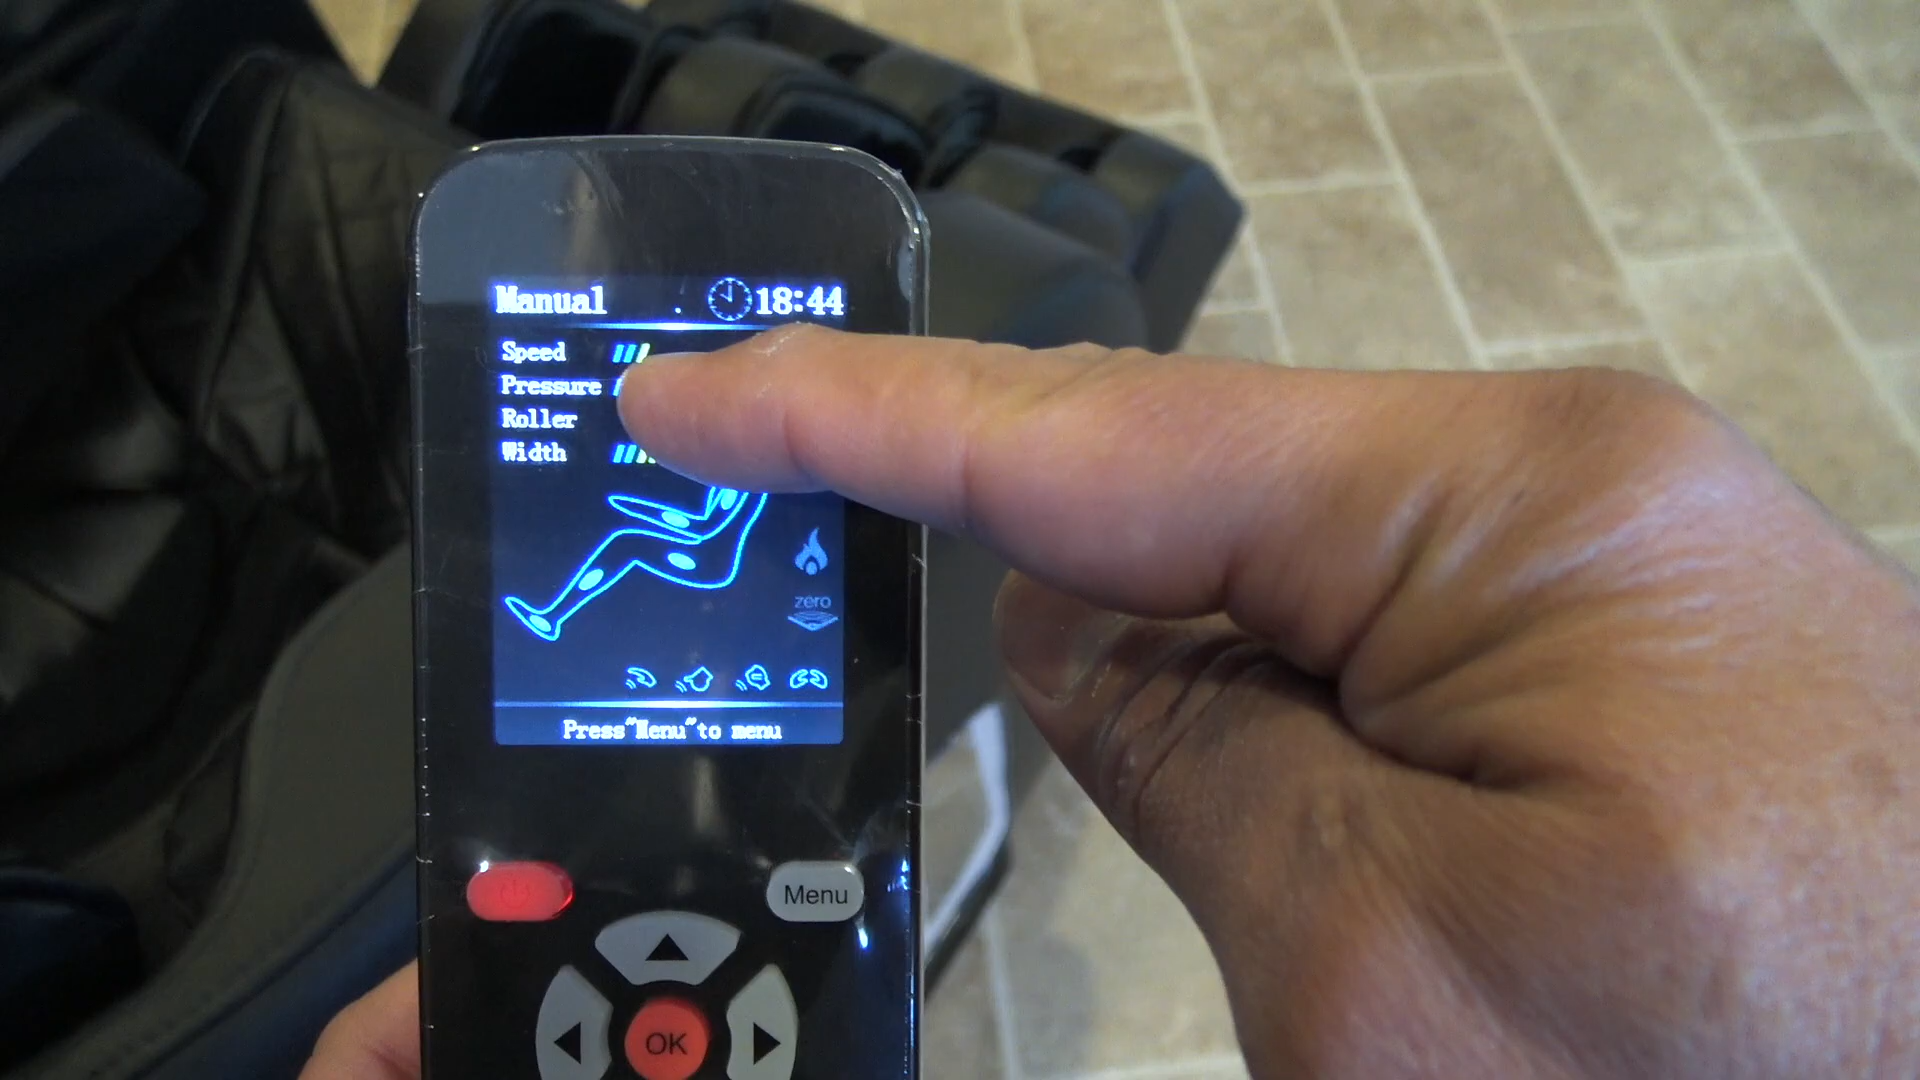 Manual 18:44
Speed
Pressure
Roller
Width
zero
Press"Menu"to menu
Menu
OK